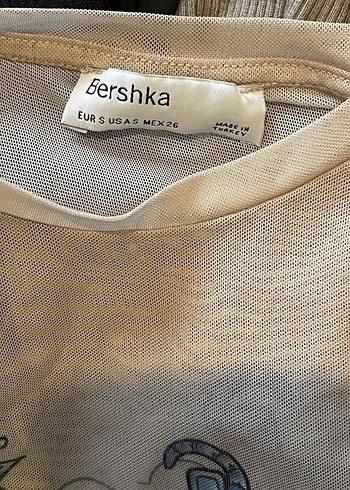 Bershka
EUR S USA S MEX 26
MADE IN
TURKEY